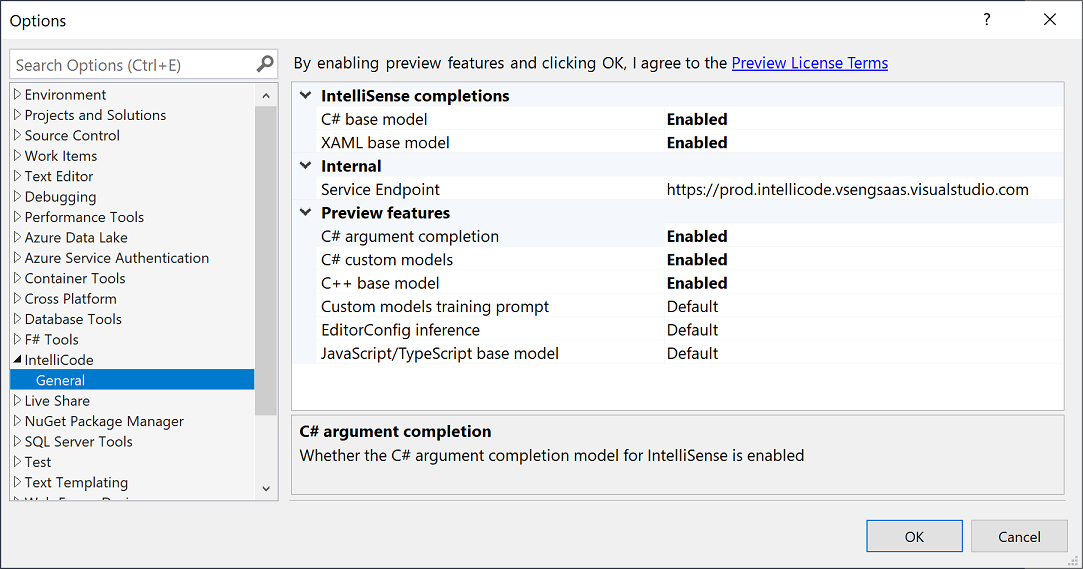 Options
?
Search Options (Ctrl+E)
Environment
Projects and Solutions
Source Control
Work Items
Text Editor
Debugging
Performance Tools
Azure Data Lake
Azure Service Authentication
Container Tools
Cross Platform
Database Tools
F# Tools
IntelliCode
General
Live Share
NuGet Package Manager
SQL Server Tools
Test
Text Templating
By enabling preview features and clicking OK, I agree to the Preview License Terms
IntelliSense completions
C# base model Enabled
XAML base model Enabled
Internal
Service Endpoint https://prod.intellicode.vsengsaas.visualstudio.com
Preview features
C# argument completion Enabled
C# custom models Enabled
C++ base model Enabled
Custom models training prompt Default
EditorConfig inference Default
JavaScript/TypeScript base model Default
C# argument completion
Whether the C# argument completion model for IntelliSense is enabled
OK Cancel